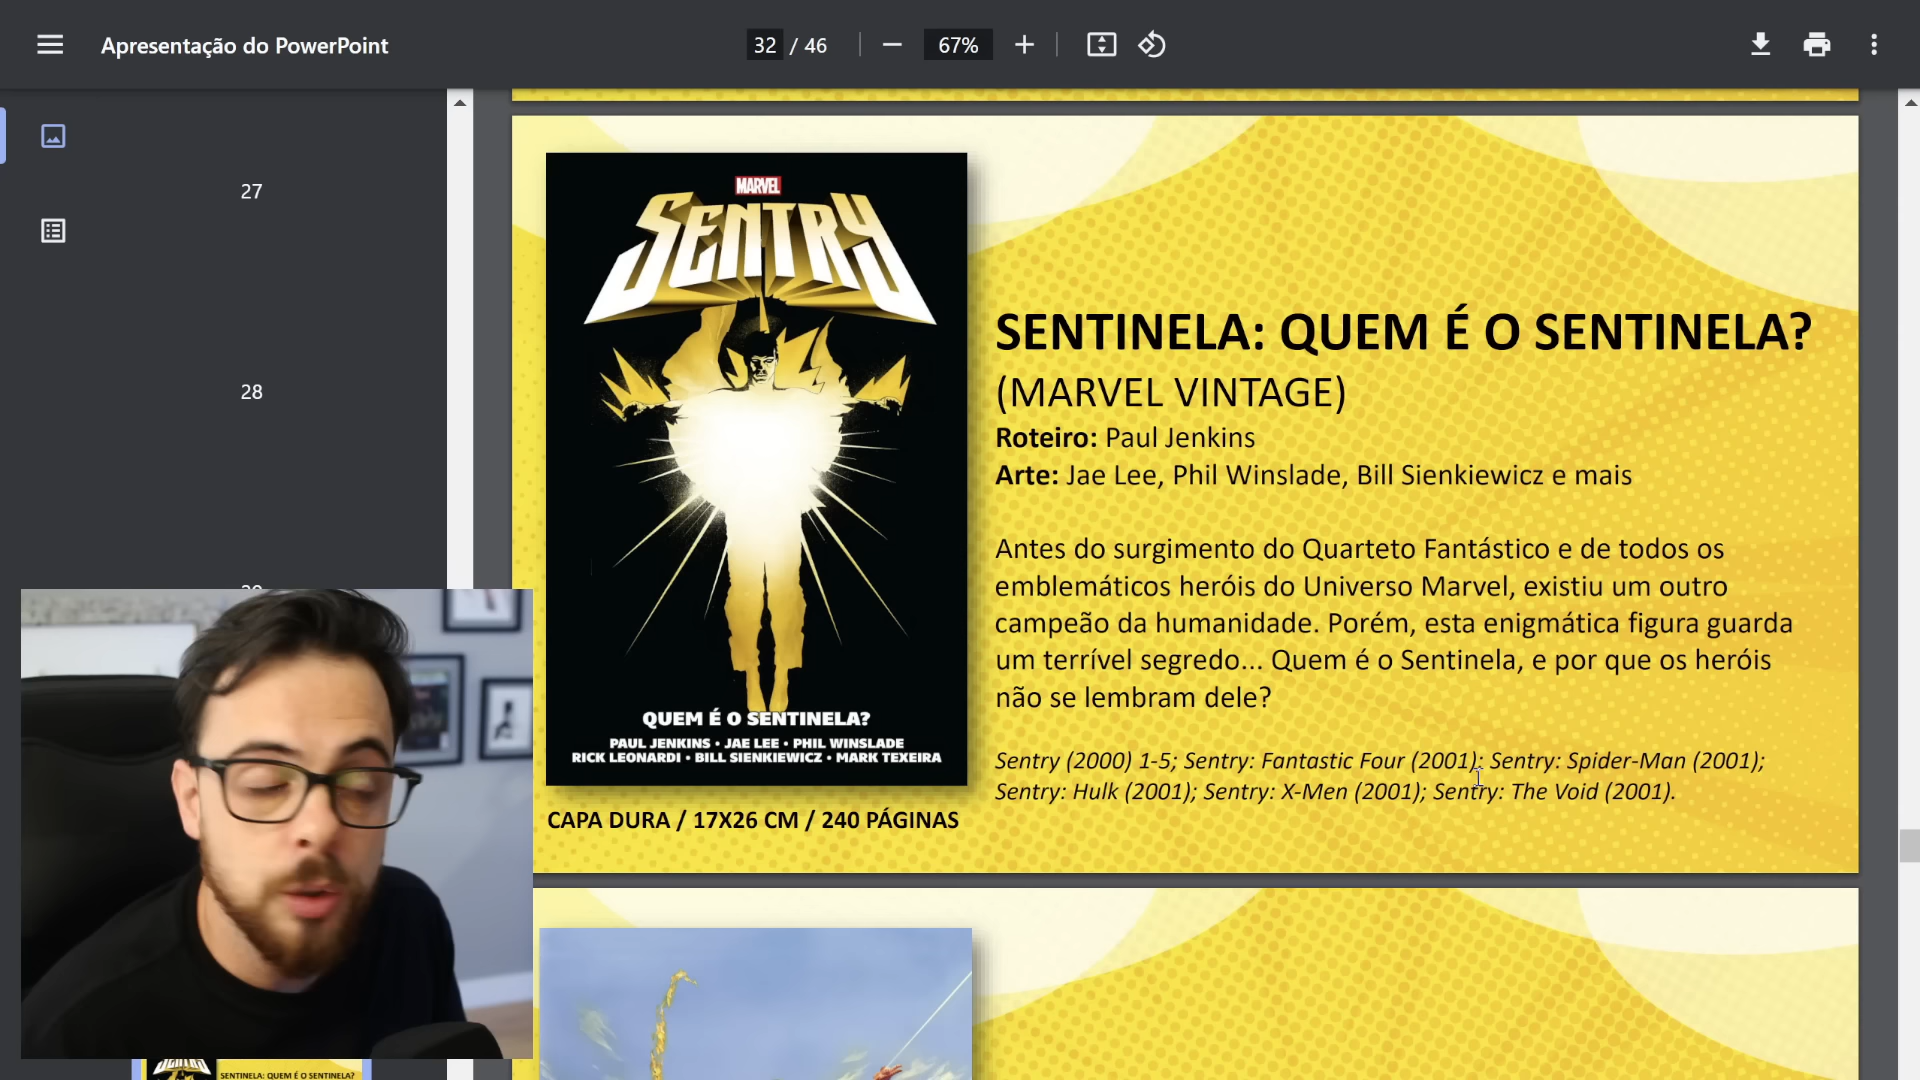 Apresentação do PowerPoint
32 / 46
67%
27
28
MARVEL
SENTRY
QUEM É O SENTINELA?
PAUL JENKINS • JAE LEE • PHIL WINSLADE
RICK LEONARDI • BILL SIENKIEWICZ • MARK TEXEIRA
CAPA DURA / 17X26 CM / 240 PÁGINAS
SENTINELA: QUEM É O SENTINELA?
(MARVEL VINTAGE)
Roteiro: Paul Jenkins
Arte: Jae Lee, Phil Winslade, Bill Sienkiewicz e mais
Antes do surgimento do Quarteto Fantástico e de todos os
emblemáticos heróis do Universo Marvel, existiu um outro
campeão da humanidade. Porém, esta enigmática figura guarda
um terrível segredo... Quem é o Sentinela, e por que os heróis
não se lembram dele?
Sentry (2000) 1-5; Sentry: Fantastic Four (2001); Sentry: Spider-Man (2001);
Sentry: Hulk (2001); Sentry: X-Men (2001); Sentry: The Void (2001).
SENTRY
SENTINELA: QUEM É O SENTINELA?